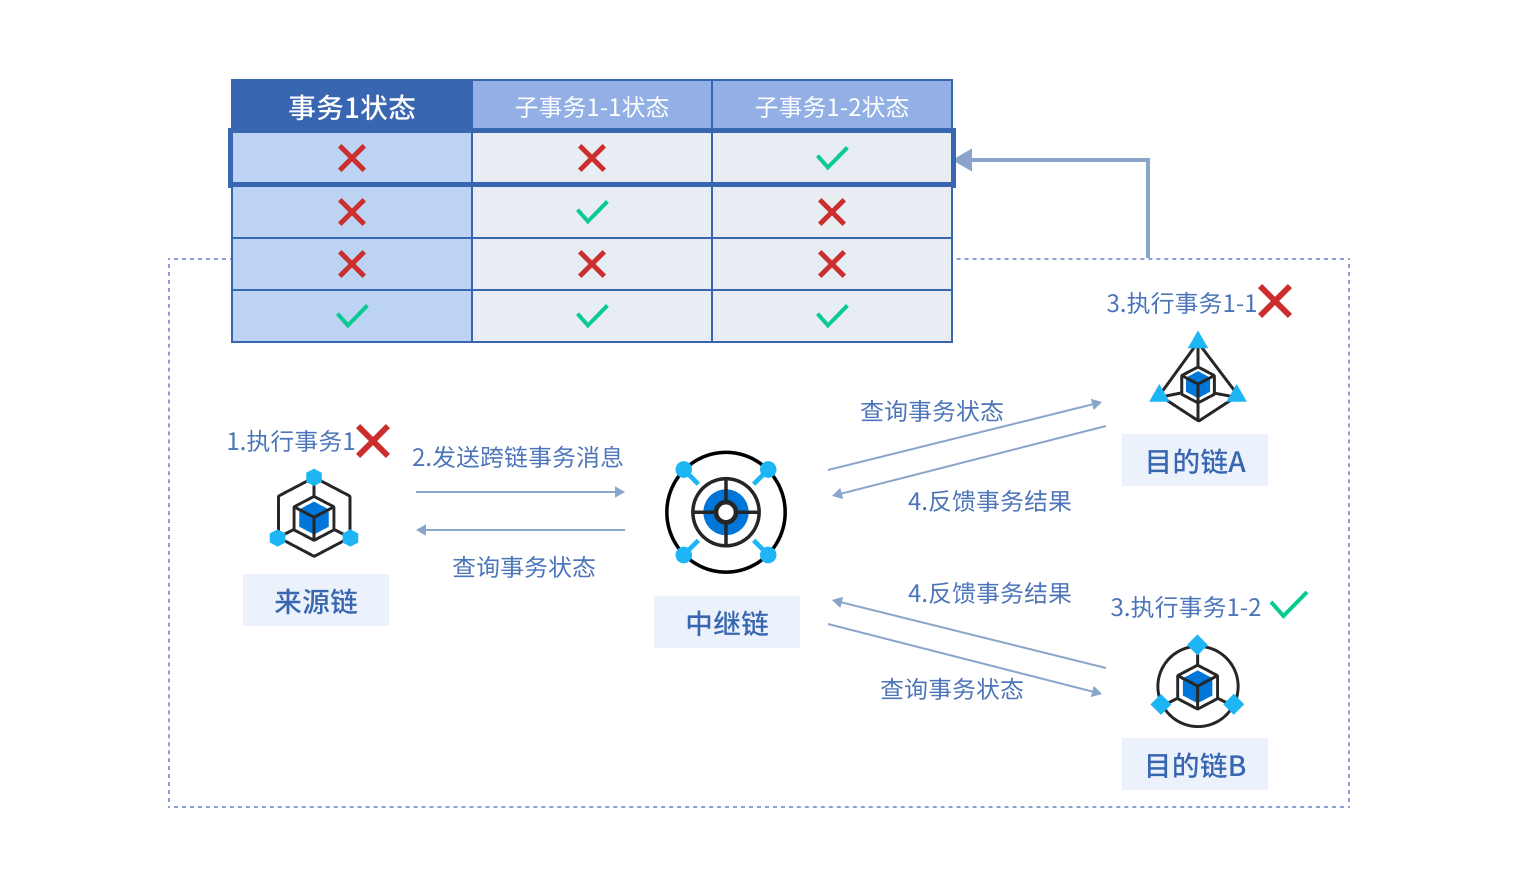 事务1状态
子事务1-1状态
子事务1-2状态
3.执行事务1-1
查询事务状态
1.执行事务1
2.发送跨链事务消息
目的链A
4.反馈事务结果
查询事务状态
4.反馈事务结果
3.执行事务1-2
来源链
中继链
查询事务状态
目的链B